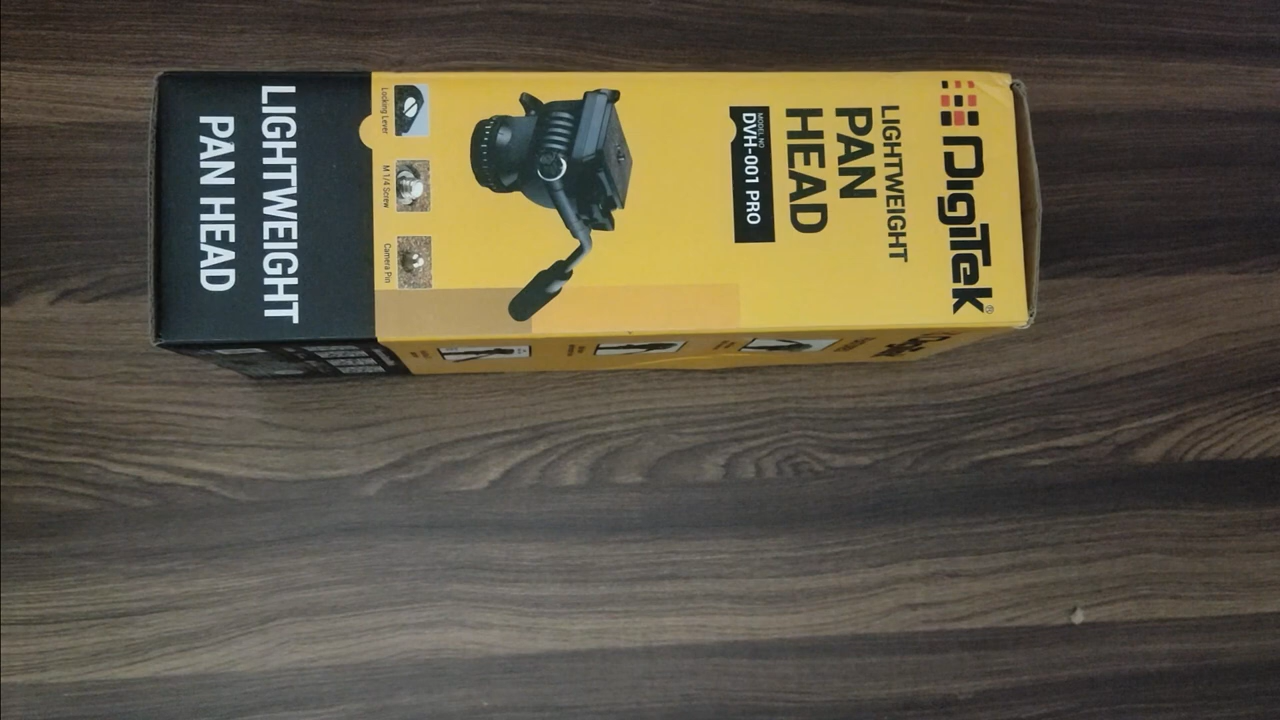 DIGITEK®
LIGHTWEIGHT
PAN
HEAD
MODEL NO
DVH-001 PRO
Locking Lever
M 1/4 Screw
Camera Pin
LIGHTWEIGHT
PAN HEAD